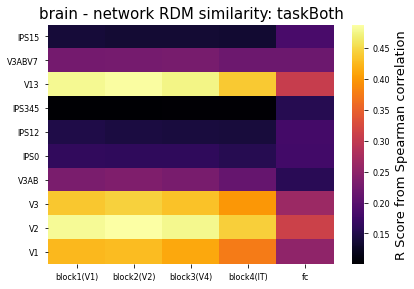 brain - network RDM similarity: taskBoth
IPS15
V3ABV7
V13
IPS345
IPS12
IPS0
V3AB
V3
V2
V1
block1(V1) block2(V2) block3(V4) block4(IT) fc
0.45
0.40
0.35
0.30
0.25
0.20
0.15
R Score from Spearman correlation